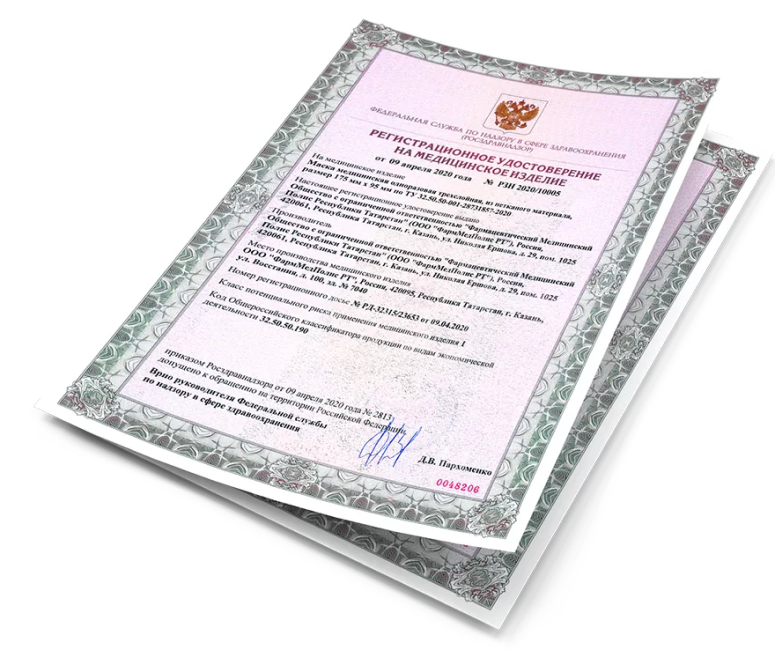 ФЕДЕРАЛЬНАЯ СЛУЖБА ПО НАДЗОРУ В СФЕРЕ ЗДРАВООХРАНЕНИЯ
(РОСЗДРАВНАДЗОР)
РЕГИСТРАЦИОННОЕ УДОСТОВЕРЕНИЕ
НА МЕДИЦИНСКОЕ ИЗДЕЛИЕ
от 09 апреля 2020 года № РЗН 2020/10005
На медицинское изделие
Маска медицинская одноразовая трехслойная, из нетканого материала,
размер 175 мм х 95 мм по ТУ 32.50.50-001-28731857-2020
Настоящее регистрационное удостоверение выдано
Общество с ограниченной ответственностью "Фармацевтический Медицинский
Полис Республики Татарстан" (ООО "ФармМедПолис РТ"), Россия,
420061, Республика Татарстан, г. Казань, ул. Николая Ершова, д. 29, пом. 1025
Производитель
Общество с ограниченной ответственностью "Фармацевтический Медицинский
Полис Республики Татарстан" (ООО "ФармМедПолис РТ"), Россия,
420061, Республика Татарстан, г. Казань, ул. Николая Ершова, д. 29, пом. 1025
Место производства медицинского изделия
ООО "ФармМедПолис РТ", Россия, 420095, Республика Татарстан, г. Казань,
ул. Восстания, д. 100, зд. № 7040
Номер регистрационного досье № РД-32315/23653 от 09.04.2020
Класс потенциального риска применения медицинского изделия 1
Код Общероссийского классификатора продукции по видам экономической
деятельности 32.50.50.190
приказом Росздравнадзора от 09 апреля 2020 года № 2813
допущено к обращению на территории Российской Федерации.
Врио руководителя Федеральной службы
по надзору в сфере здравоохранения
Д.В. Пархоменко
0048206